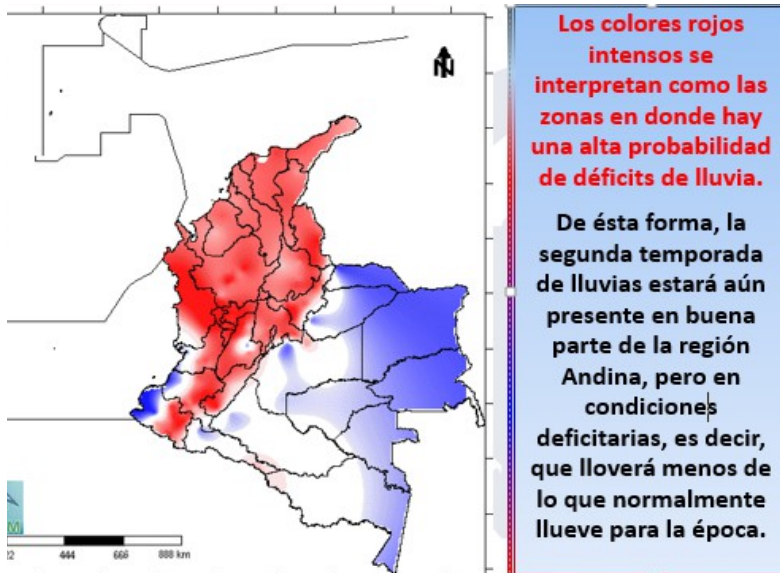 N
Los colores rojos
intensos se
interpretan como las
zonas en donde hay
una alta probabilidad
de déficits de lluvia.
De ésta forma, la
segunda temporada
de lluvias estará aún
presente en buena
parte de la región
Andina, pero en
condiciones
deficitarias, es decir,
que lloverá menos de
lo que normalmente
llueve para la época.
M
22 444 666 888 km